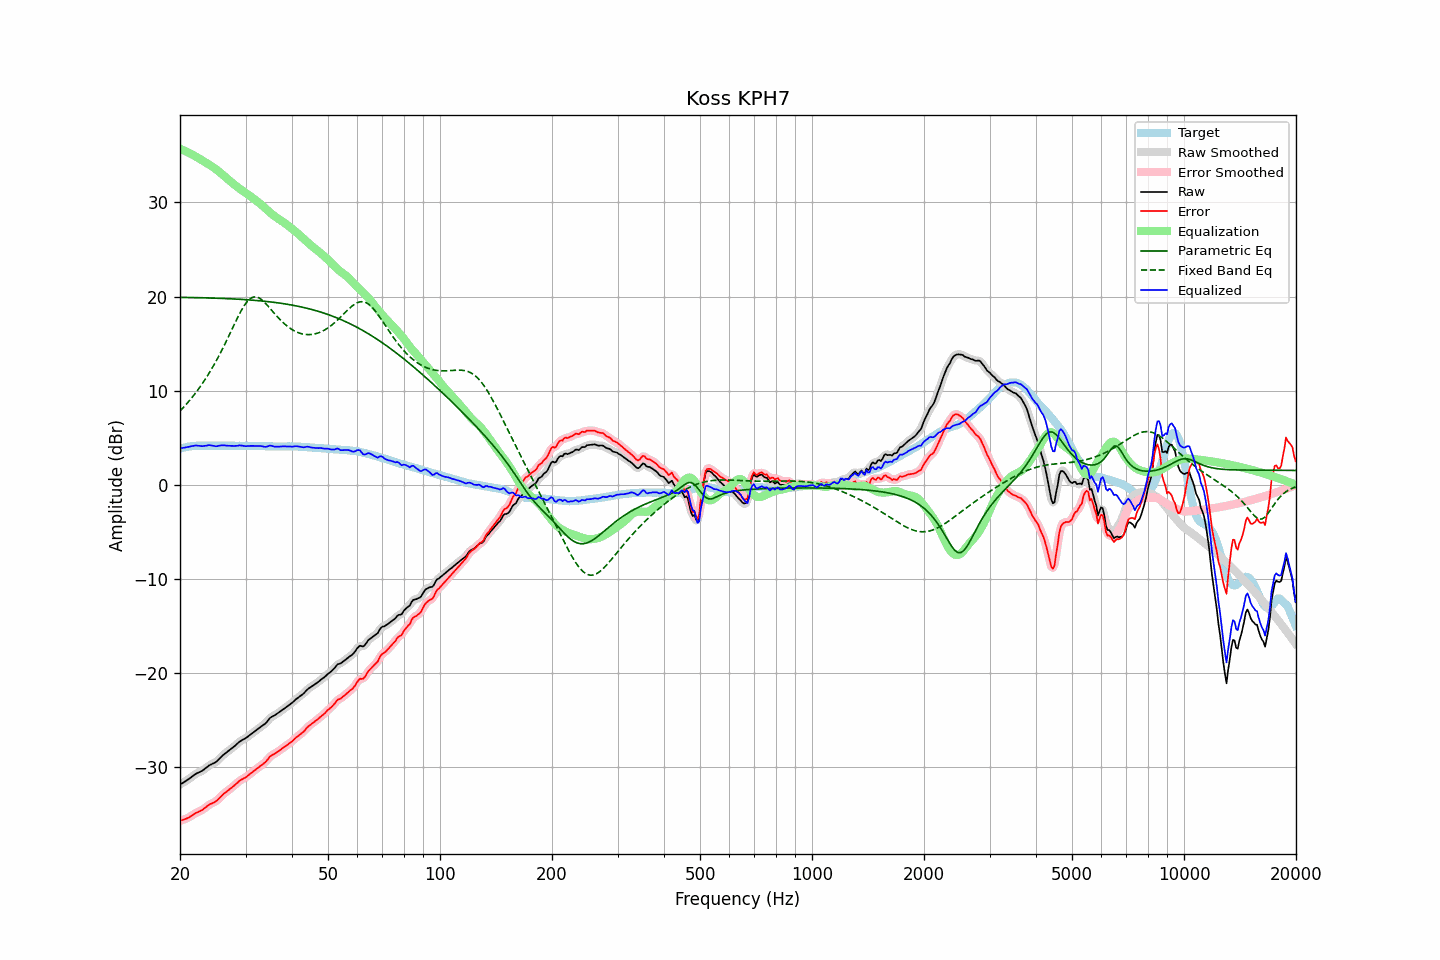 Koss KPH7
Target
Raw Smoothed
Error Smoothed
Raw
Error
Equalization
Parametric Eq
Fixed Band Eq
Equalized
Amplitude (dBr)
30
20
10
0
−10
−20
−30
20 50 100 200 500 1000 2000 5000 10000 20000
Frequency (Hz)